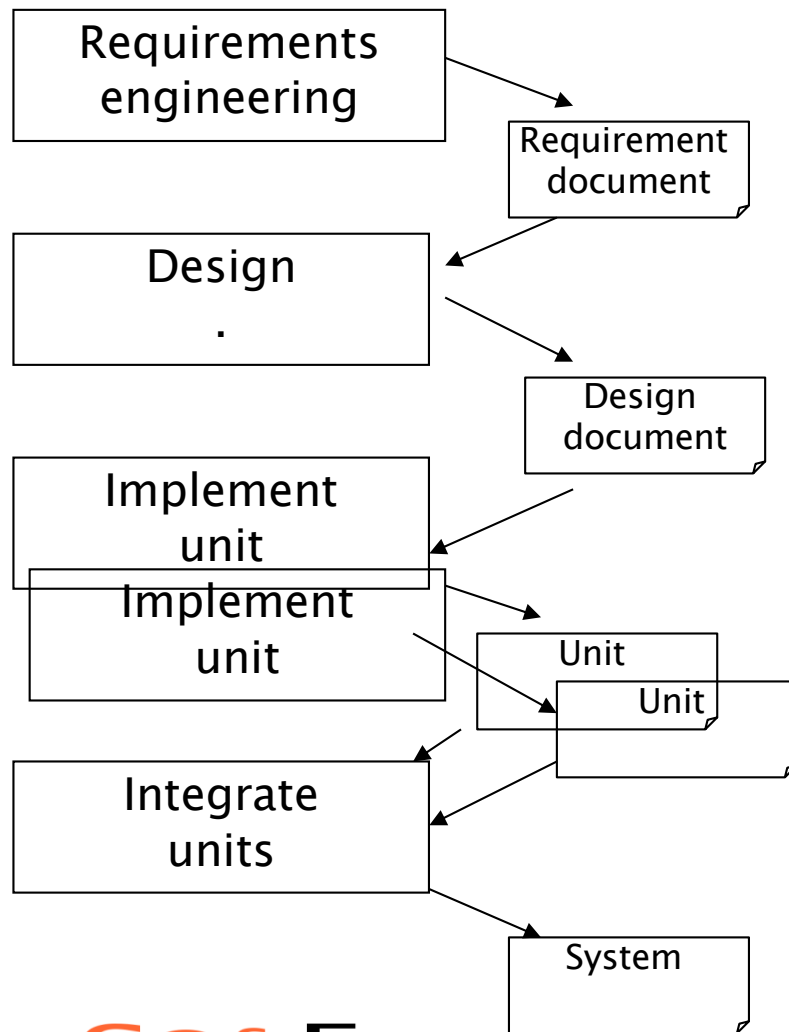 Requirements
engineering
Requirement
document
Design
.
Design
document
Implement
unit
Implement
unit
Unit
Unit
Integrate
units
System